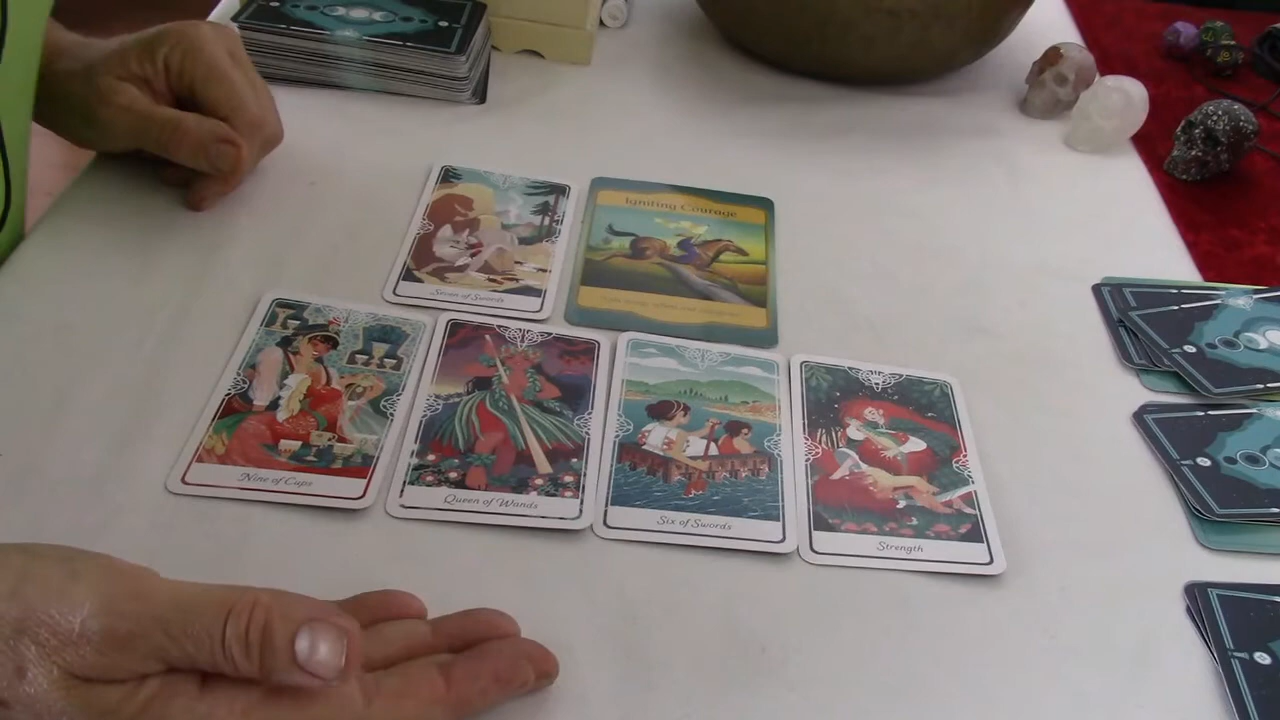 Igniting Courage
Seven of Swords
Nine of Cups
Queen of Wands
Six of Swords
Strength